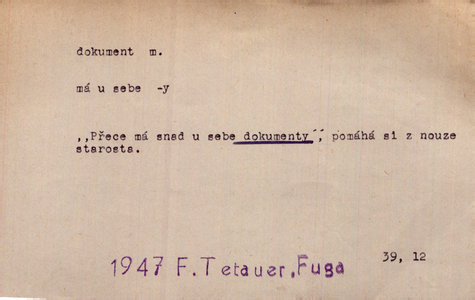 dokument m.
má u sebe -y
,,Přece má snad u sebe dokumenty´´, pomáhá si z nouze
starosta.
39, 12
1947 F. Tetauer, Fuga